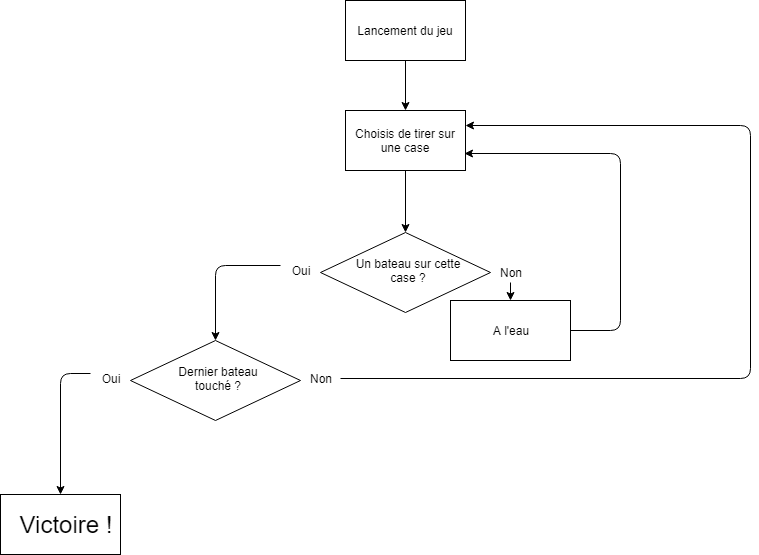 Lancement du jeu
Choisis de tirer sur
une case
Un bateau sur cette
case ?
Oui
Non
A l'eau
Dernier bateau
touché ?
Oui
Non
Victoire !